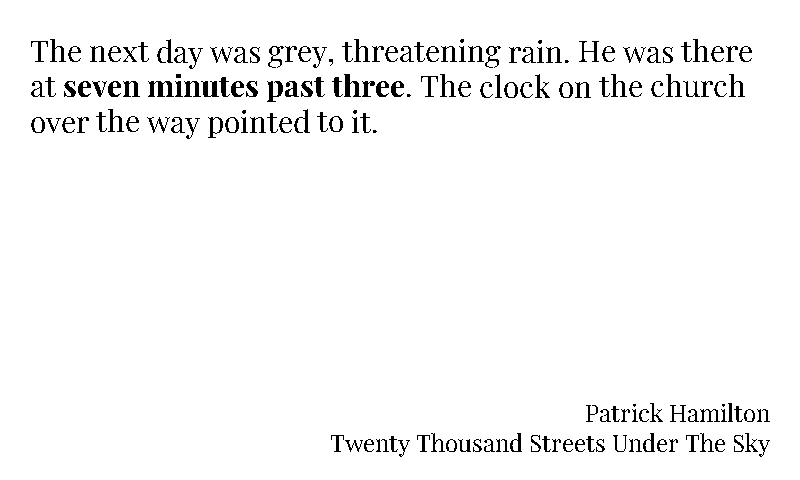 The next day was grey, threatening rain. He was there
at seven minutes past three. The clock on the church
over the way pointed to it.
Patrick Hamilton
Twenty Thousand Streets Under The Sky